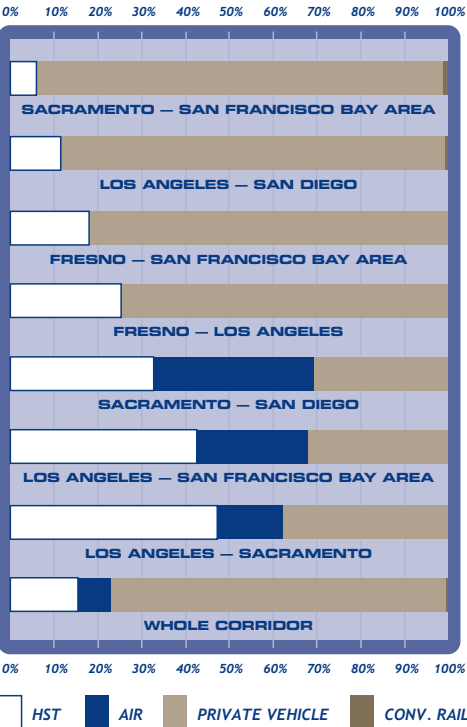 0% 10% 20% 30% 40% 50% 60% 70% 80% 90% 100%
SACRAMENTO — SAN FRANCISCO BAY AREA
LOS ANGELES — SAN DIEGO
FRESNO — SAN FRANCISCO BAY AREA
FRESNO — LOS ANGELES
SACRAMENTO — SAN DIEGO
LOS ANGELES — SAN FRANCISCO BAY AREA
LOS ANGELES — SACRAMENTO
WHOLE CORRIDOR
0% 10% 20% 30% 40% 50% 60% 70% 80% 90% 100%
HST AIR PRIVATE VEHICLE CONV. RAIL